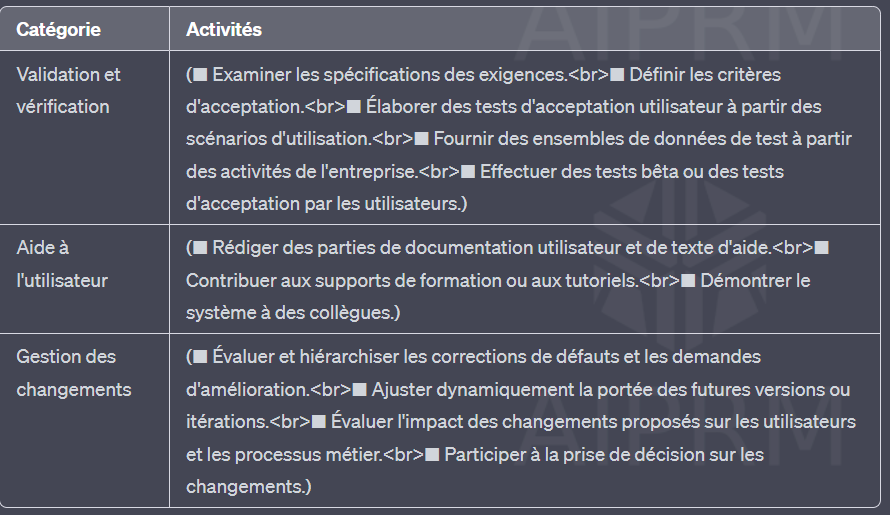 Catégorie Activités
Validation et (■ Examiner les spécifications des exigences.<br>■ Définir les critères
vérification d'acceptation.<br>■ Élaborer des tests d'acceptation utilisateur à partir des
scénarios d'utilisation.<br>■ Fournir des ensembles de données de test à partir
des activités de l'entreprise.<br>■ Effectuer des tests bêta ou des tests
d'acceptation par les utilisateurs.)
Aide à (■ Rédiger des parties de documentation utilisateur et de texte d'aide.<br>■
l'utilisateur Contribuer aux supports de formation ou aux tutoriels.<br>■ Démontrer le
système à des collègues.)
Gestion des (■ Évaluer et hiérarchiser les corrections de défauts et les demandes
changements d'amélioration.<br>■ Ajuster dynamiquement la portée des futures versions ou
itérations.<br>■ Évaluer l'impact des changements proposés sur les utilisateurs
et les processus métier.<br>■ Participer à la prise de décision sur les
changements.)
AIPRM
AIPRM